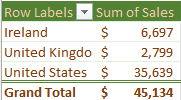 Row Labels Sum of Sales
Ireland $ 6,697
United Kingdo $ 2,799
United States $ 35,639
Grand Total $ 45,134